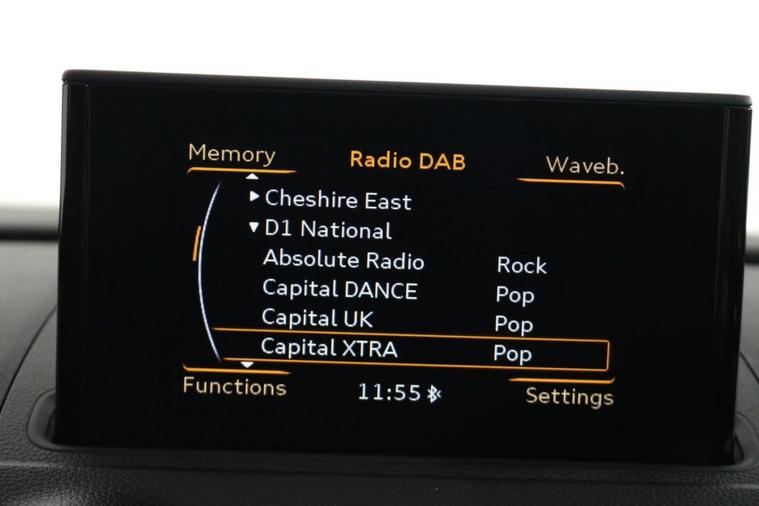 Memory Radio DAB Waveb.
Cheshire East
D1 National
Absolute Radio Rock
Capital DANCE Pop
Capital UK Pop
Capital XTRA Pop
Functions 11:55 Settings